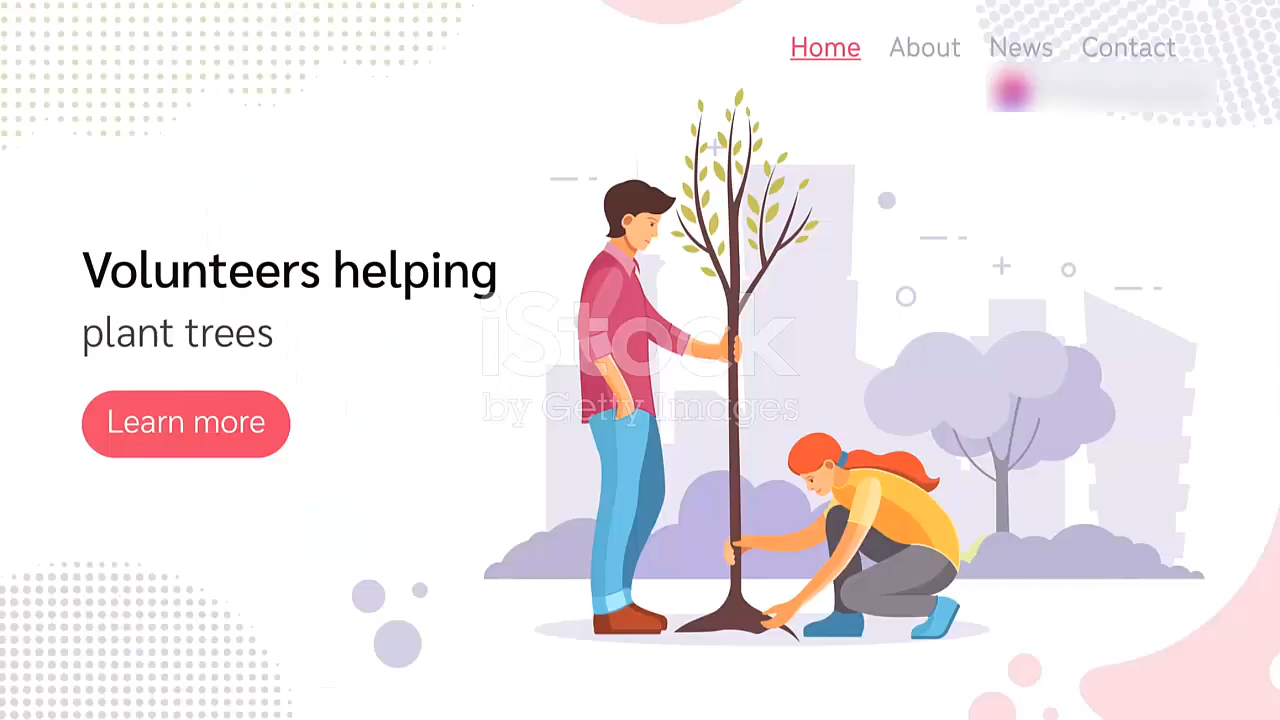 Home About News Contact
Volunteers helping
plant trees
Learn more
iStock
by Getty Images